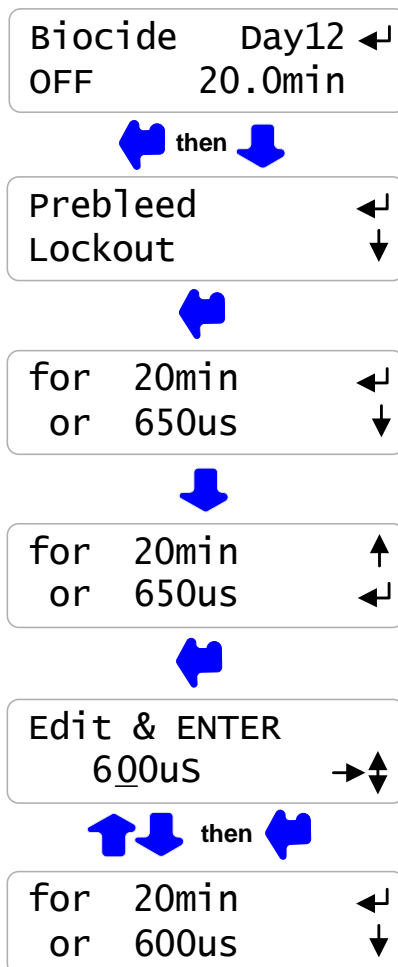 Biocide Day12
OFF 20.0min
then
Prebleed
Lockout
for 20min
or 650us
for 20min
or 650us
Edit & ENTER
600uS
then
for 20min
or 600us